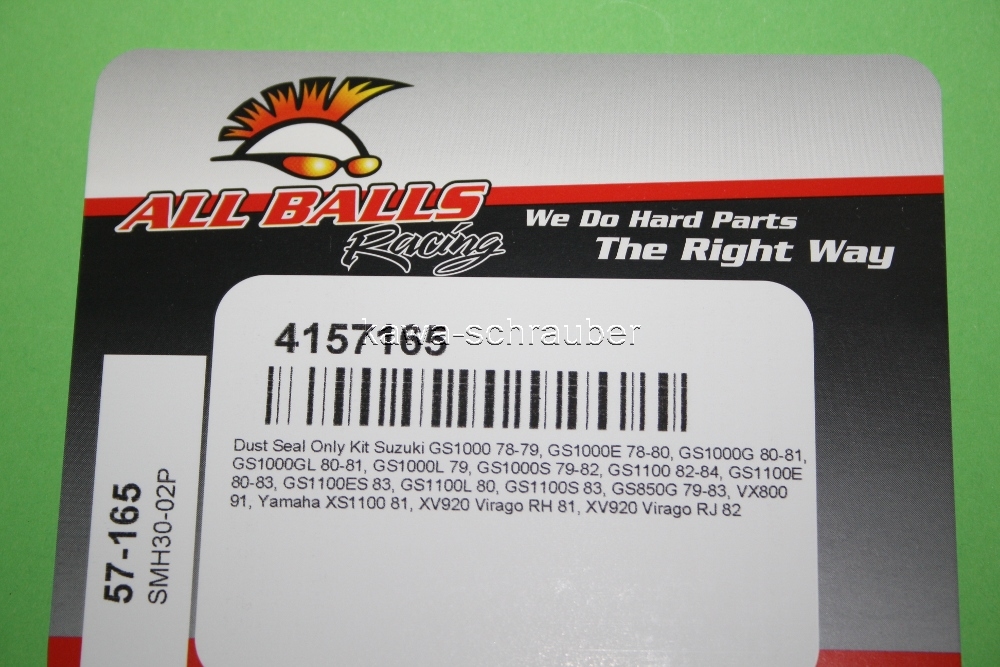 ALL BALLS
Racing
We Do Hard Parts
The Right Way
4157165
kawa-schrauber
Dust Seal Only Kit Suzuki GS1000 78-79, GS1000E 78-80, GS1000G 80-81,
GS1000GL 80-81, GS1000L 79, GS1000S 79-82, GS1100 82-84, GS1100E
80-83, GS1100ES 83, GS1100L 80, GS1100S 83, GS850G 79-83, VX800
91, Yamaha XS1100 81, XV920 Virago RH 81, XV920 Virago RJ 82
57-165
SMH30-02P